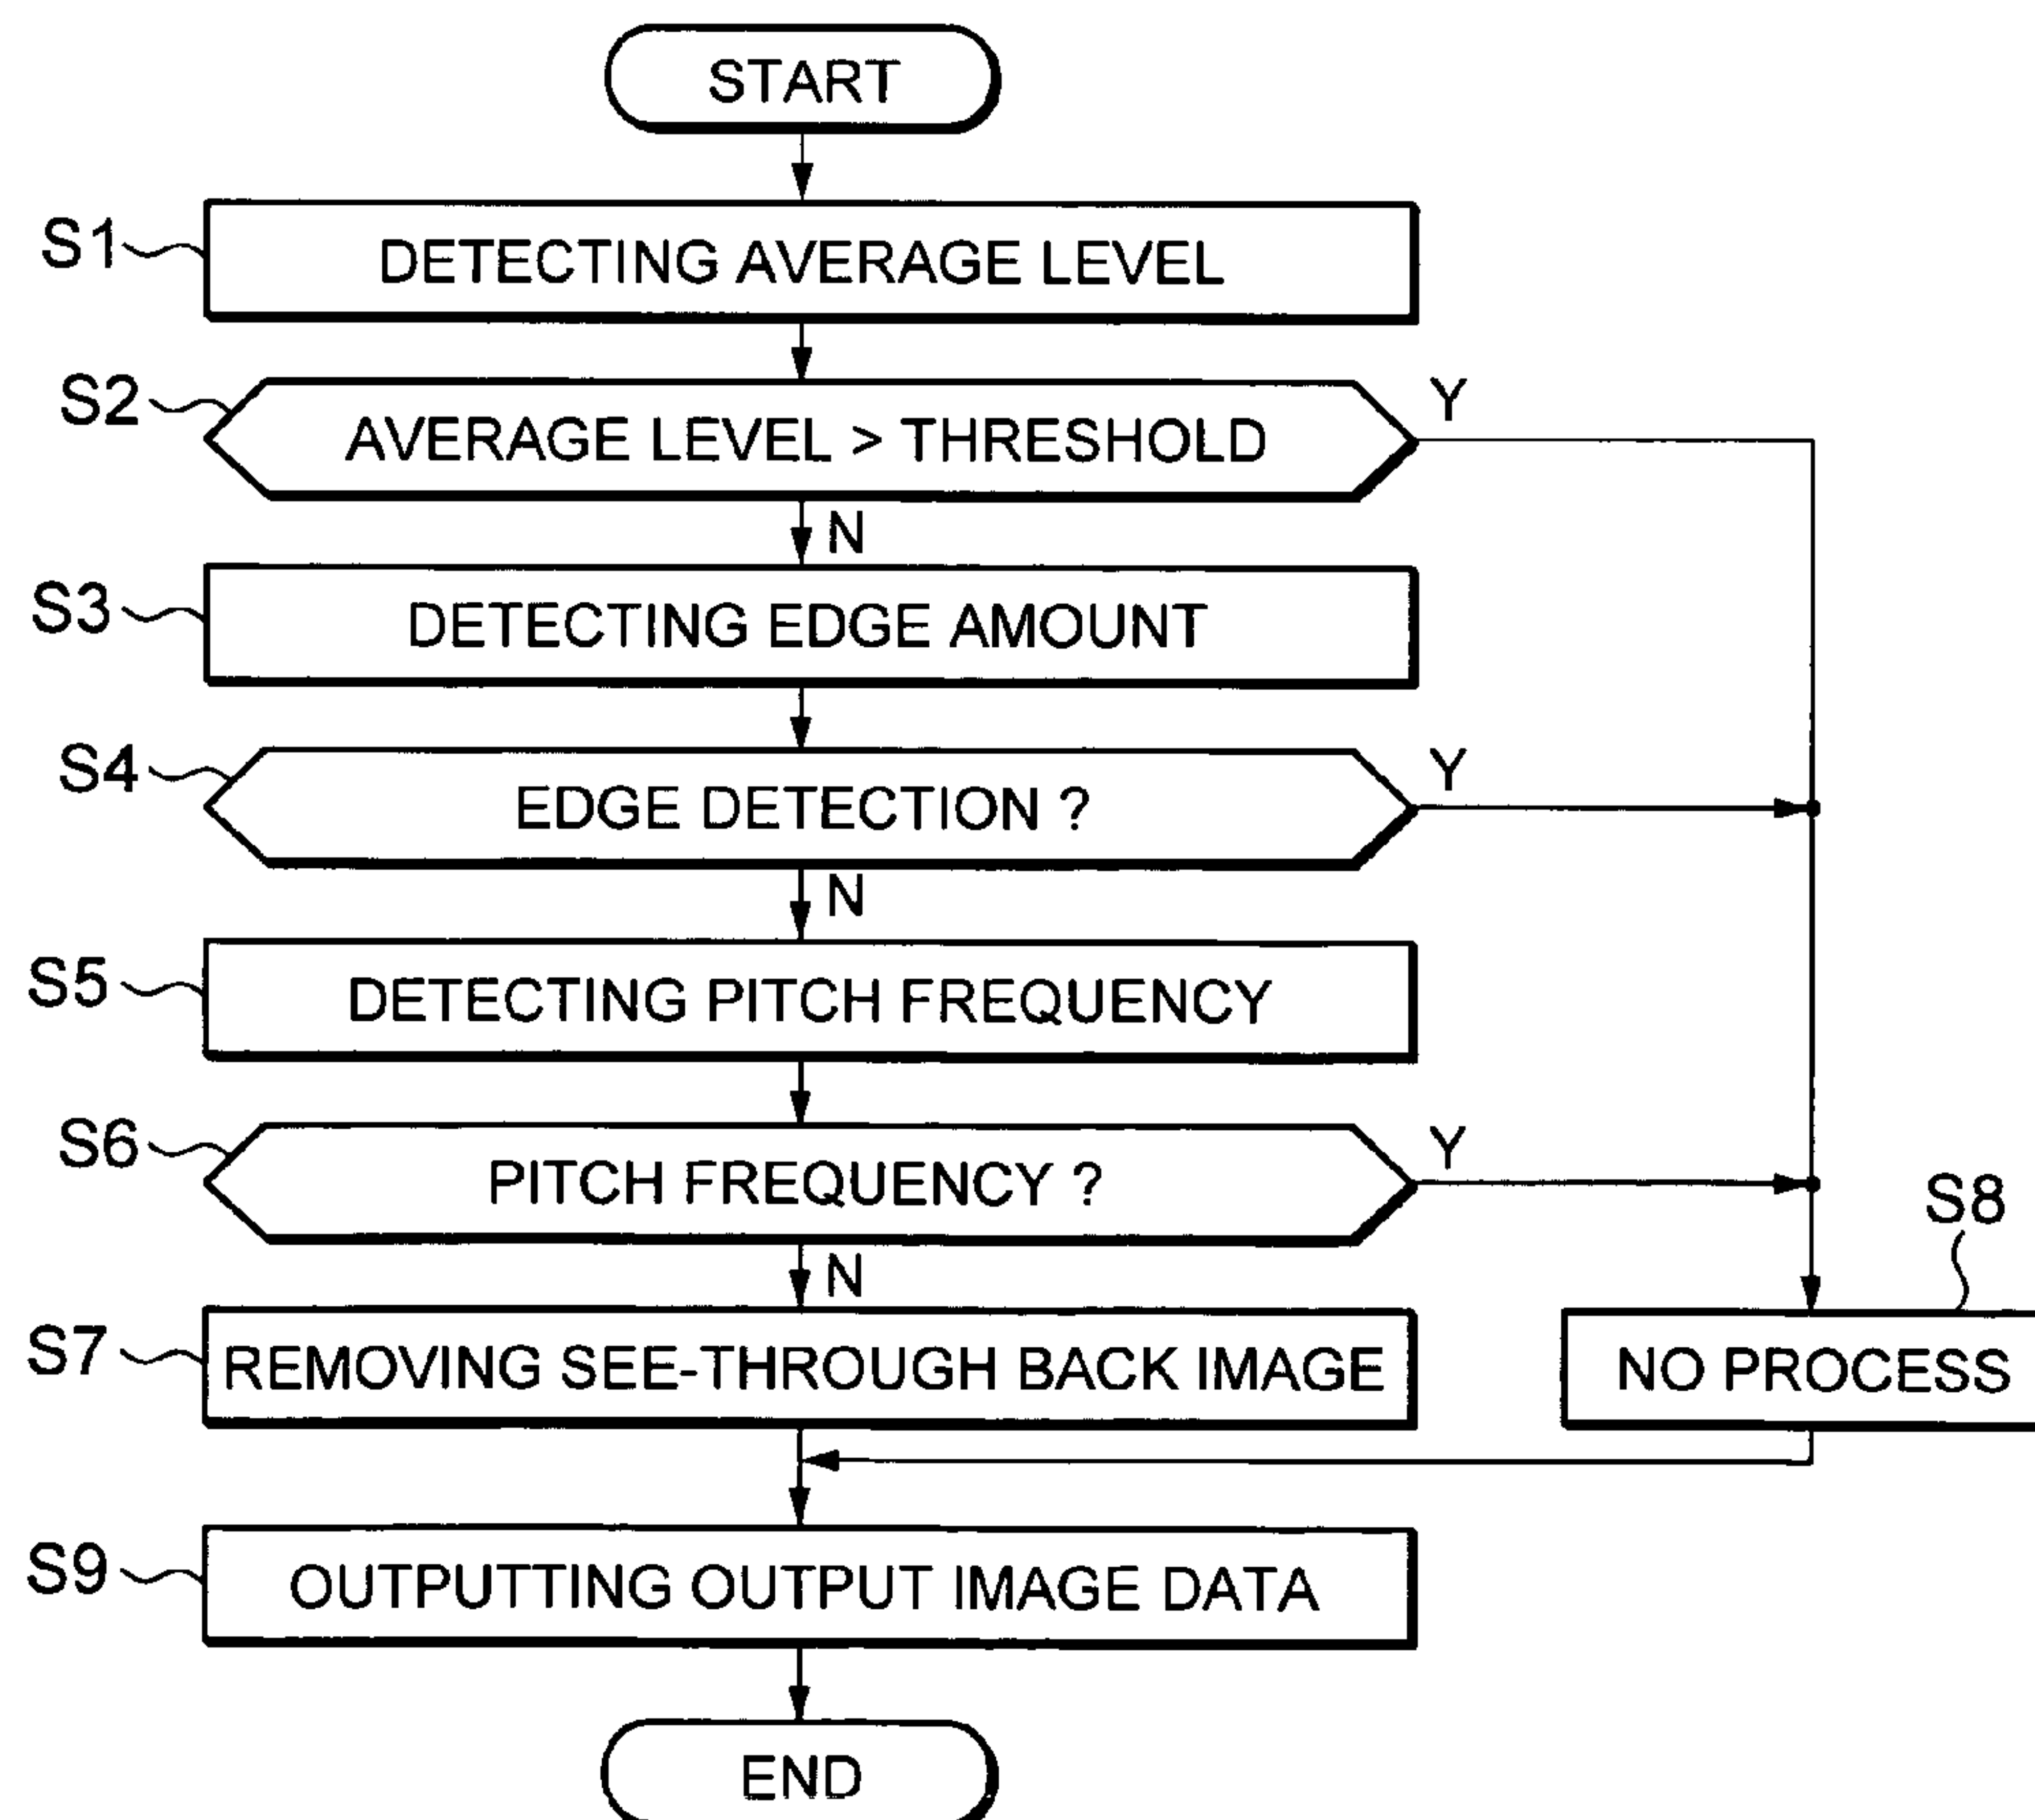 START
S1
DETECTING AVERAGE LEVEL
S2
AVERAGE LEVEL > THRESHOLD
Y
N
S3
DETECTING EDGE AMOUNT
S4
EDGE DETECTION ?
Y
N
S5
DETECTING PITCH FREQUENCY
S6
PITCH FREQUENCY ?
Y
N
S7
REMOVING SEE-THROUGH BACK IMAGE
S8
NO PROCESS
S9
OUTPUTTING OUTPUT IMAGE DATA
END